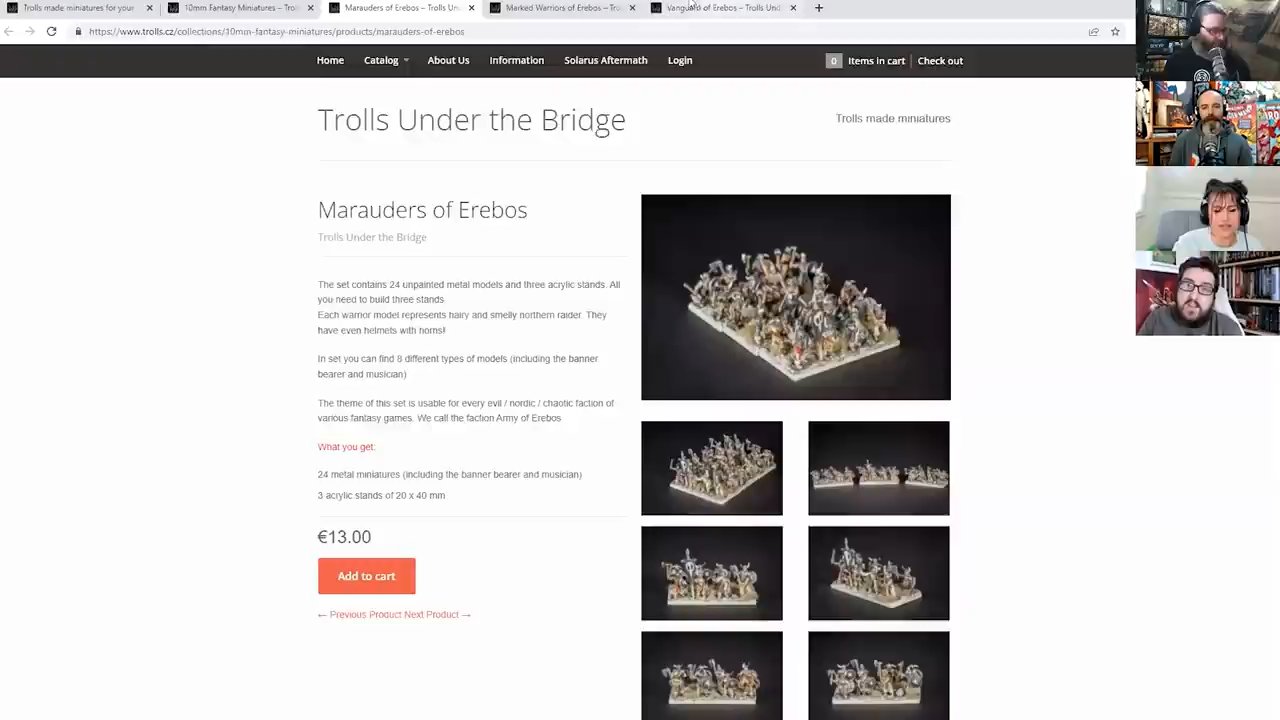 Trolls made miniatures for your
10mm Fantasy Miniatures – Trol
Marauders of Erebos – Trolls Un
Marked Warriors of Erebos – Tro
Vanguard of Erebos – Trolls Und
https://www.trolls.cz/collections/10mm-fantasy-miniatures/products/marauders-of-erebos
Home Catalog About Us Information Solarus Aftermath Login 0 Items in cart | Check out
Trolls Under the Bridge
Trolls made miniatures
Marauders of Erebos
Trolls Under the Bridge
The set contains 24 unpainted metal models and three acrylic stands. All
you need to build three stands
Each warrior model represents hairy and smelly northern raider. They
have even helmets with horns!
In set you can find 8 different types of models (including the banner
bearer and musician)
The theme of this set is usable for every evil / nordic / chaotic faction of
various fantasy games. We call the faction Army of Erebos
What you get:
24 metal miniatures (including the banner bearer and musician)
3 acrylic stands of 20 x 40 mm
€13.00
Add to cart
← Previous Product Next Product →